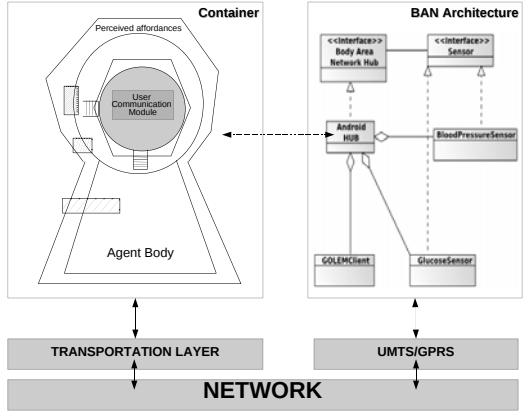 Container
Perceived affordances
User
Communication
Module
Agent Body
BAN Architecture
<<Interface>>
Body Area
Network Hub
<<Interface>>
Sensor
Android
HUB
BloodPressureSensor
GOLEMClient
GlucoseSensor
TRANSPORTATION LAYER
UMTS/GPRS
NETWORK